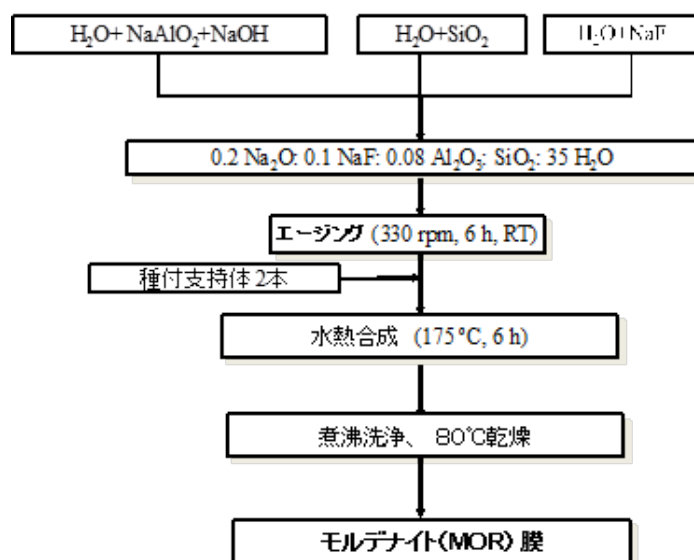 H₂O+ NaAlO₂+NaOH
H₂O+SiO₂
H₂O+NaF
0.2 Na₂O: 0.1 NaF: 0.08 Al₂O₃: SiO₂: 35 H₂O
エージング (330 rpm, 6 h, RT)
種付支持体 2本
水熱合成 (175 °C, 6 h)
煮沸洗浄、 80℃乾燥
モルデナイト(MOR) 膜